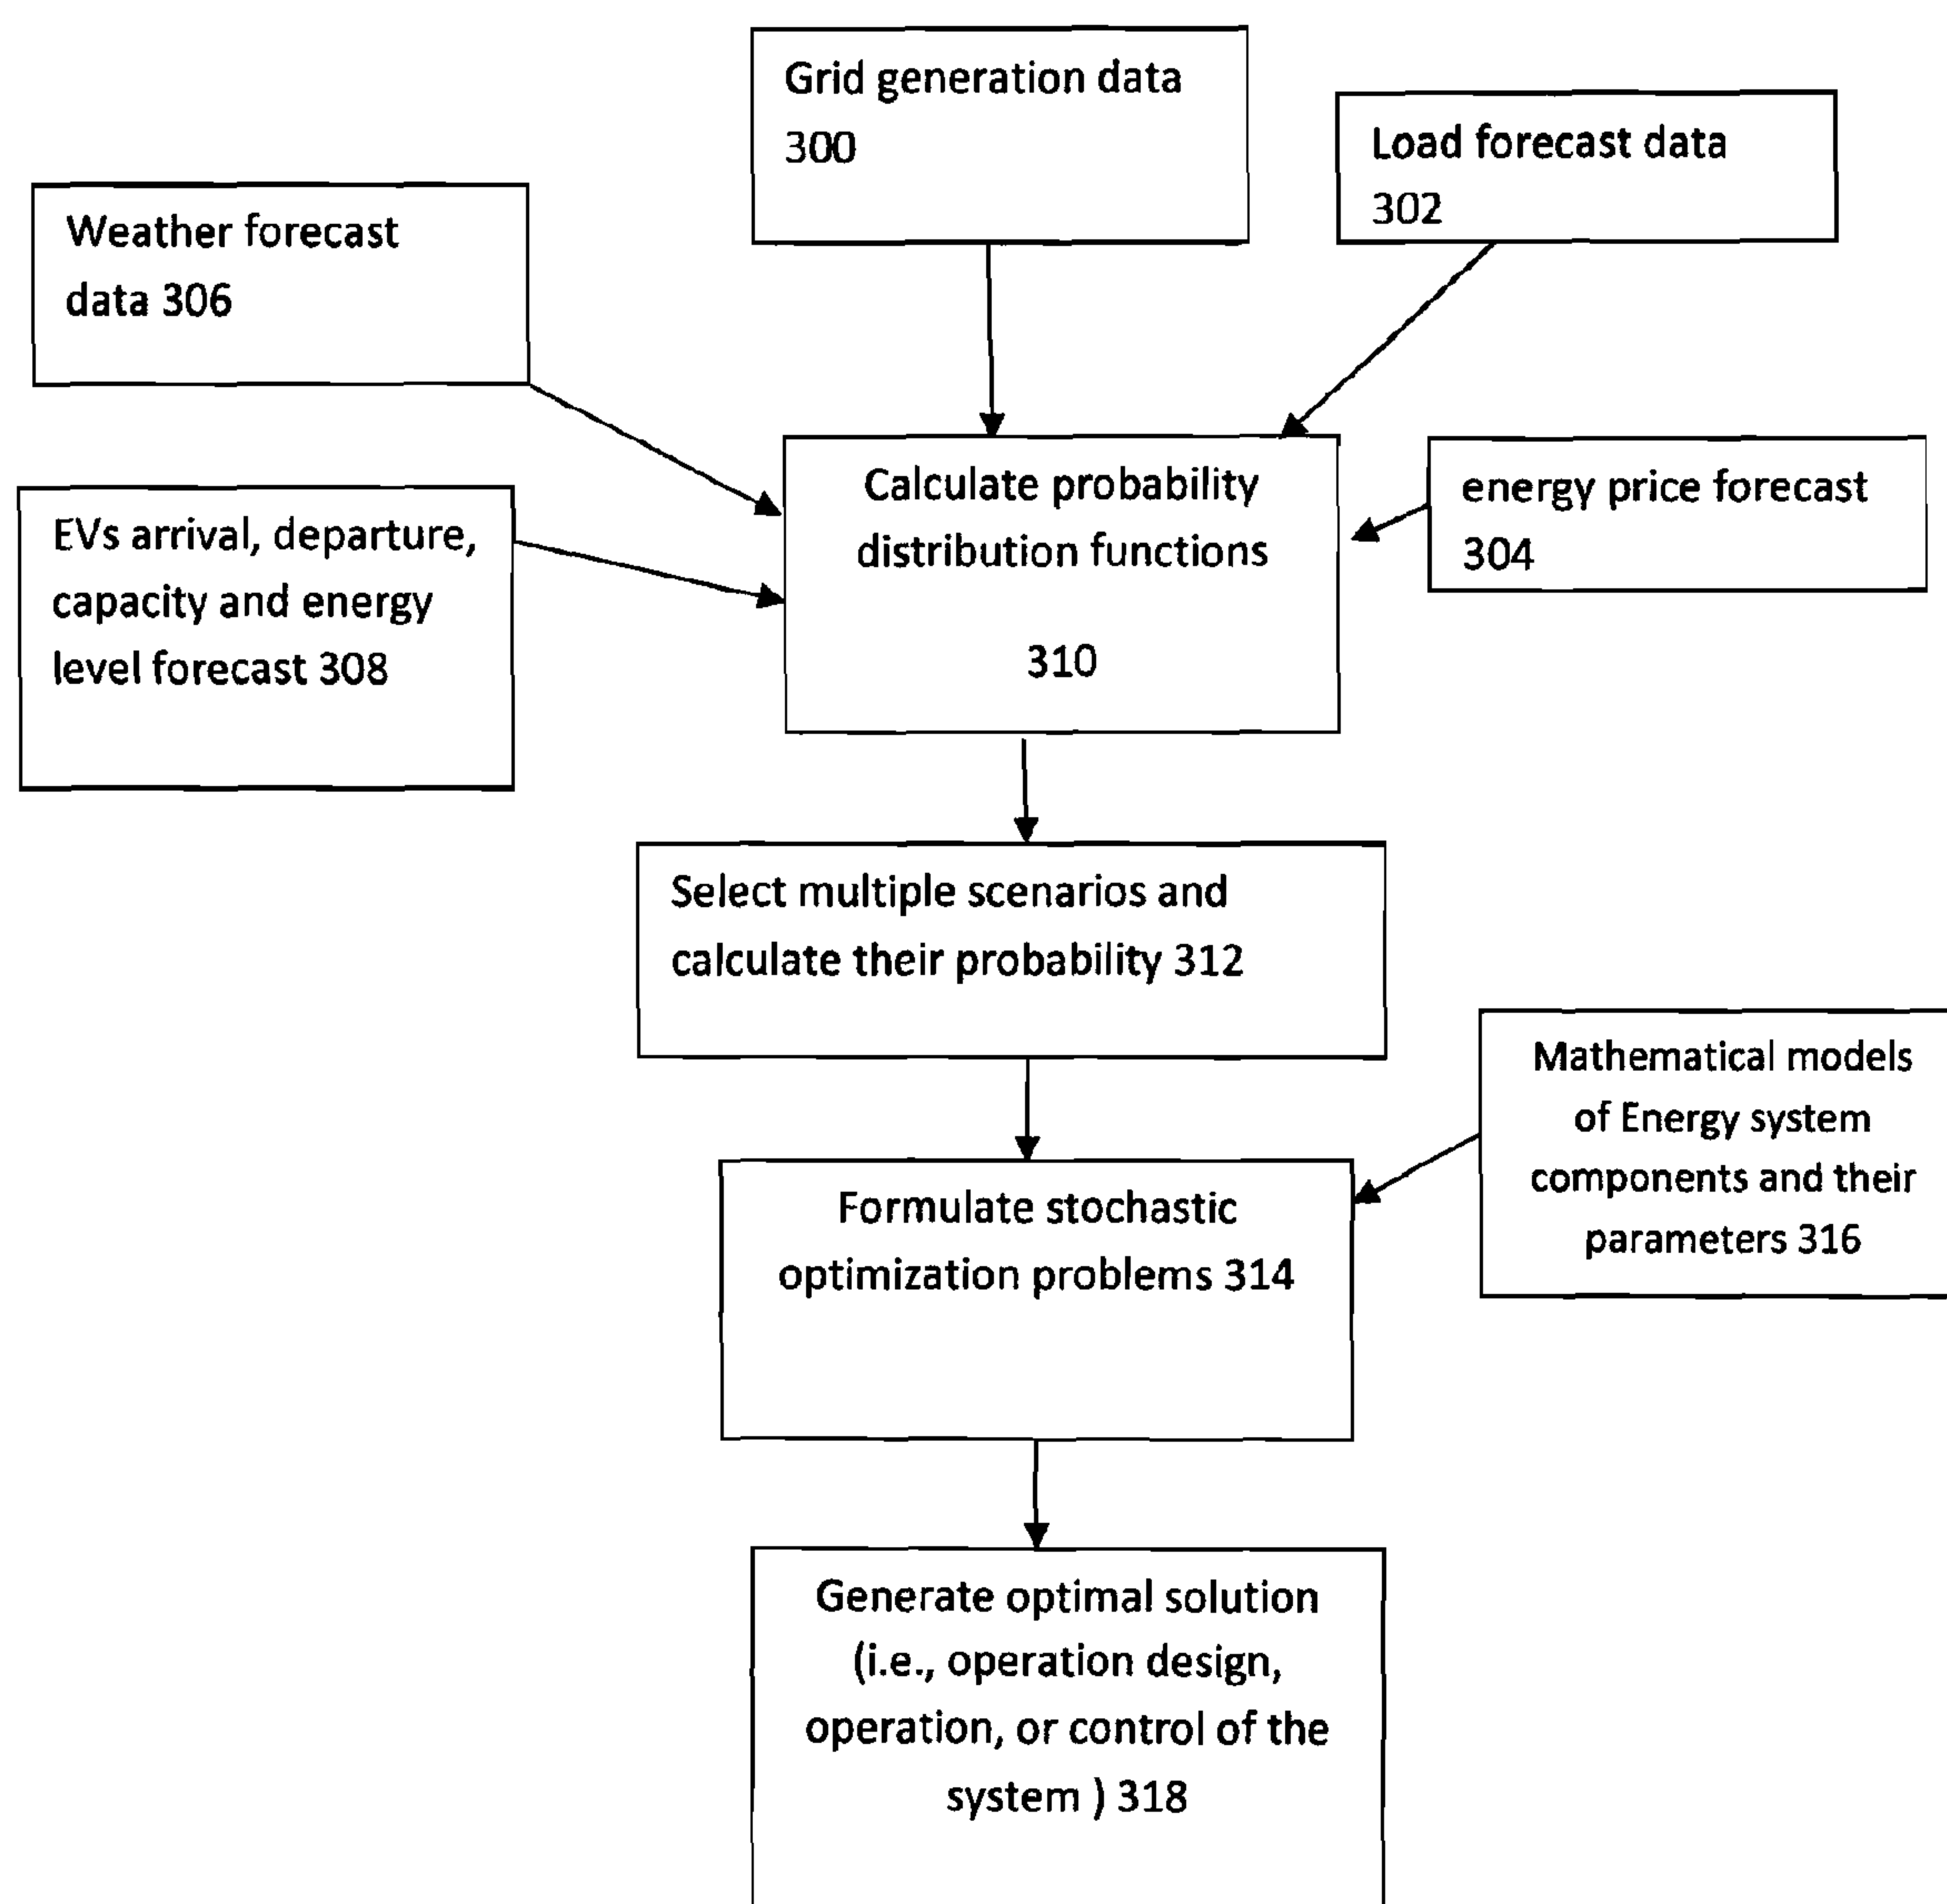 Grid generation data
300
Load forecast data
302
Weather forecast
data 306
energy price forecast
304
EVs arrival, departure,
capacity and energy
level forecast 308
Calculate probability
distribution functions
310
Select multiple scenarios and
calculate their probability 312
Mathematical models
of Energy system
components and their
parameters 316
Formulate stochastic
optimization problems 314
Generate optimal solution
(i.e., operation design,
operation, or control of the
system ) 318